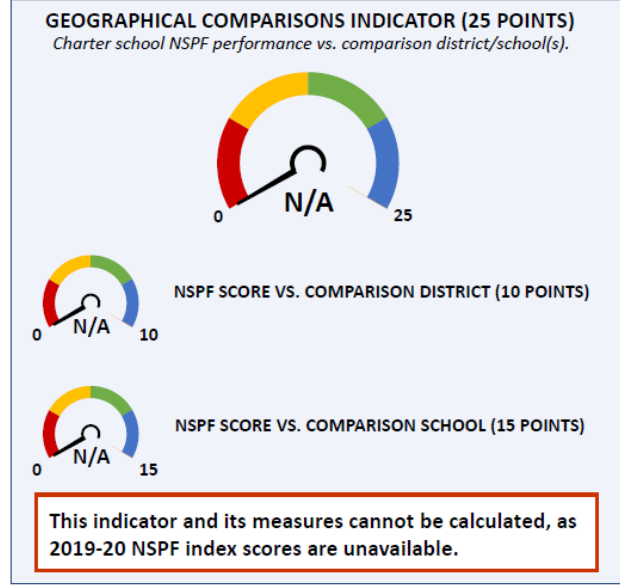 GEOGRAPHICAL COMPARISONS INDICATOR (25 POINTS)
Charter school NSPF performance vs. comparison district/school(s).
N/A
0
25
NSPF SCORE VS. COMPARISON DISTRICT (10 POINTS)
N/A
0
10
NSPF SCORE VS. COMPARISON SCHOOL (15 POINTS)
N/A
0
15
This indicator and its measures cannot be calculated, as
2019-20 NSPF index scores are unavailable.